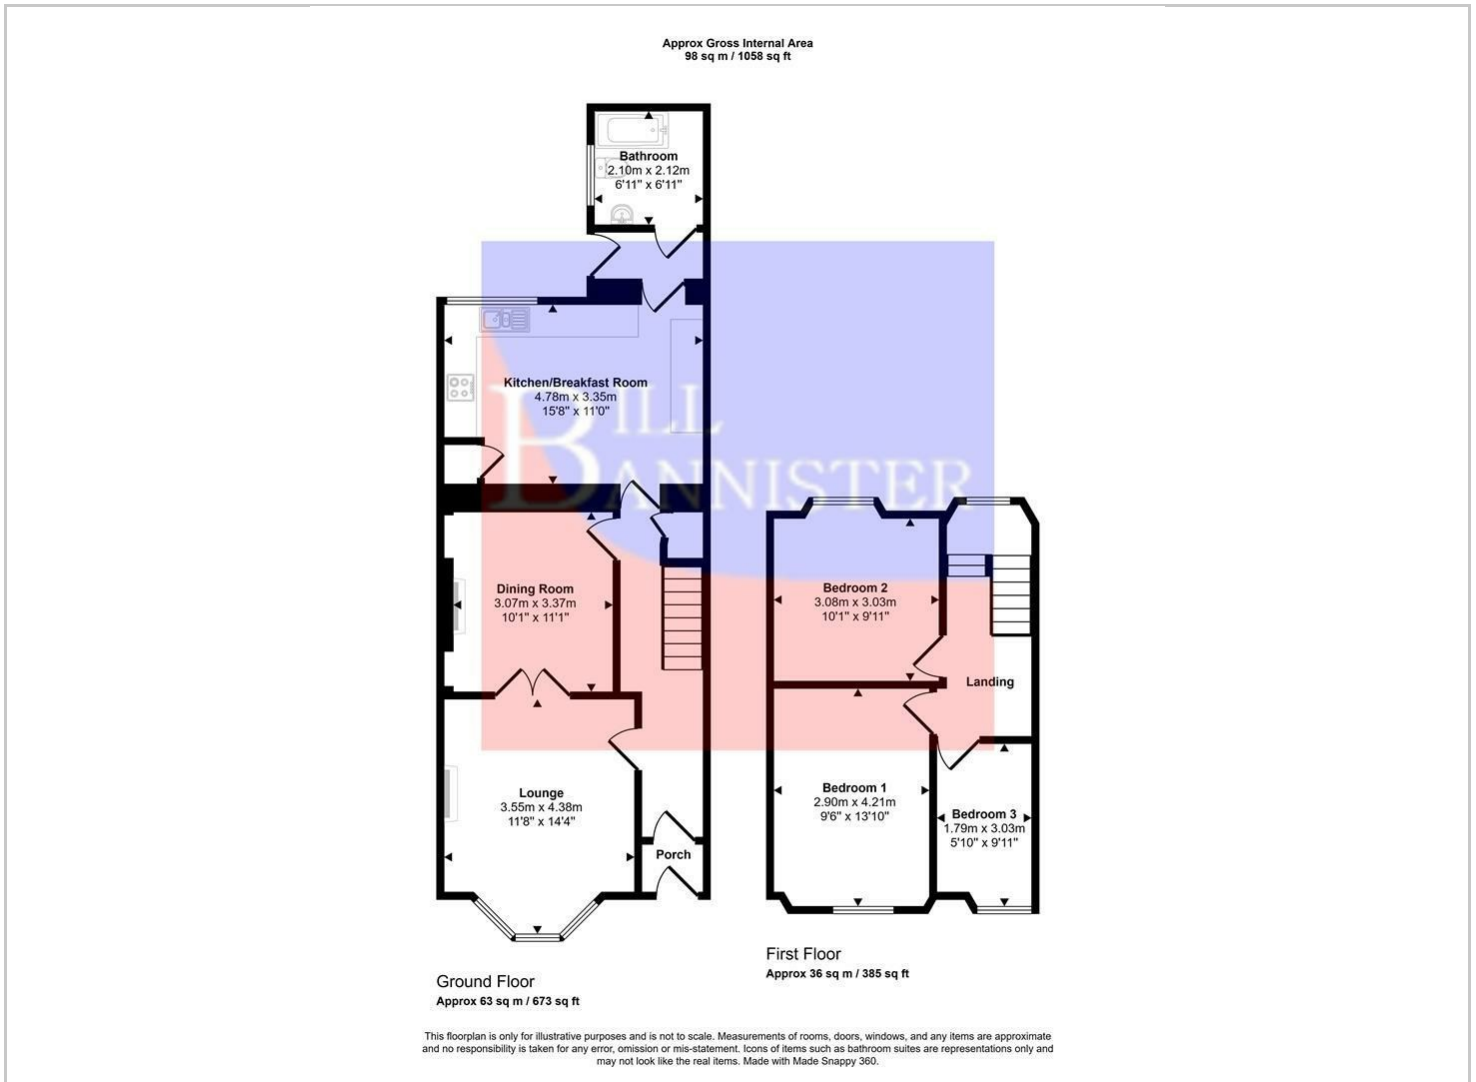 Approx Gross Internal Area
98 sq m / 1058 sq ft
Bathroom
2.10m x 2.12m
6'11" x 6'11"
Kitchen/Breakfast Room
4.78m x 3.35m
15'8" x 11'0"
BILL
BANNISTER
Dining Room
3.07m x 3.37m
10'1" x 11'1"
Bedroom 2
3.08m x 3.03m
10'1" x 9'11"
Landing
Lounge
3.55m x 4.38m
11'8" x 14'4"
Bedroom 1
2.90m x 4.21m
9'6" x 13'10"
Bedroom 3
1.79m x 3.03m
5'10" x 9'11"
Porch
First Floor
Approx 36 sq m / 385 sq ft
Ground Floor
Approx 63 sq m / 673 sq ft
This floorplan is only for illustrative purposes and is not to scale. Measurements of rooms, doors, windows, and any items are approximate
and no responsibility is taken for any error, omission or mis-statement. Icons of items such as bathroom suites are representations only and
may not look like the real items. Made with Made Snappy 360.